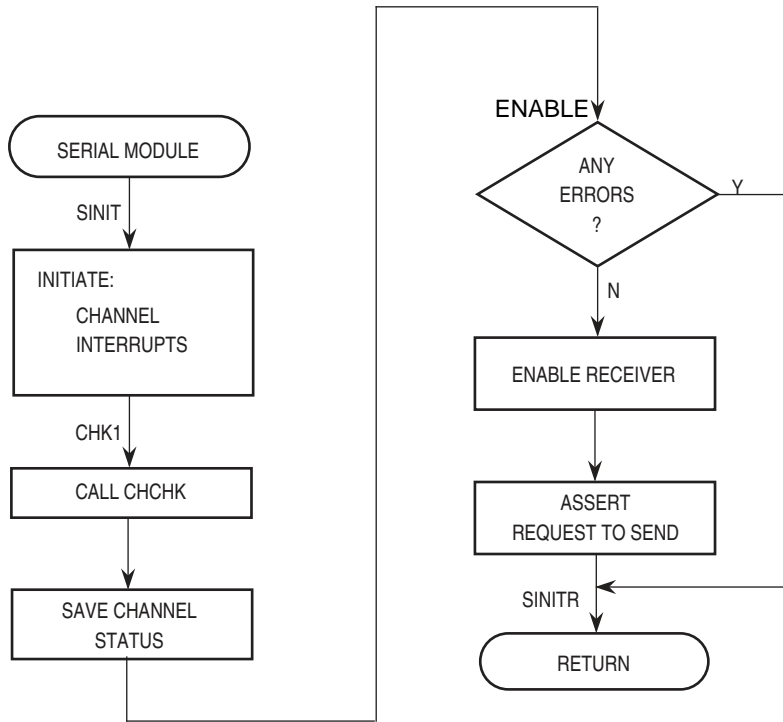 SERIAL MODULE
SINIT
INITIATE:
CHANNEL
INTERRUPTS
CHK1
CALL CHCHK
SAVE CHANNEL
STATUS
ENABLE
ANY
ERRORS
?
Y
N
ENABLE RECEIVER
ASSERT
REQUEST TO SEND
SINITR
RETURN